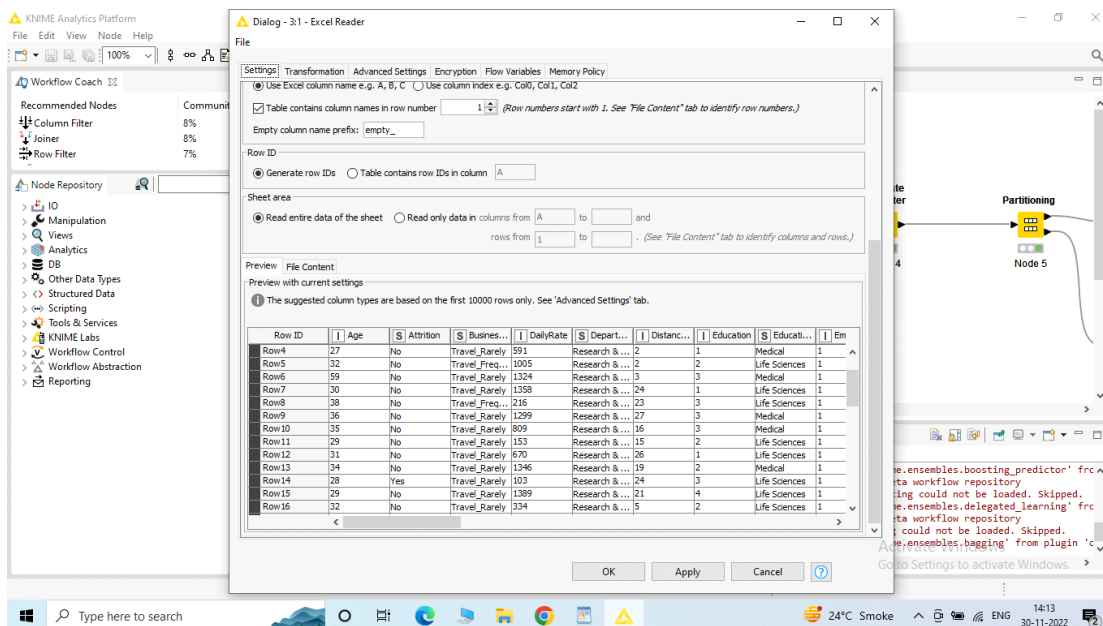 KNIME Analytics Platform
File Edit View Node Help
100%
Workflow Coach
Recommended Nodes Communit
Column Filter 8%
Joiner 8%
Row Filter 7%
Node Repository
IO
Manipulation
Views
Analytics
DB
Other Data Types
Structured Data
Scripting
Tools & Services
KNIME Labs
Workflow Control
Workflow Abstraction
Reporting
Dialog - 3:1 - Excel Reader
File
Settings Transformation Advanced Settings Encryption Flow Variables Memory Policy
Use Excel column name e.g. A, B, C Use column index e.g. Col0, Col1, Col2
Table contains column names in row number 1 (Row numbers start with 1. See "File Content" tab to identify row numbers.)
Empty column name prefix: empty_
Row ID
Generate row IDs Table contains row IDs in column A
Sheet area
Read entire data of the sheet Read only data in columns from A to and
rows from 1 to . (See "File Content" tab to identify columns and rows.)
Preview File Content
Preview with current settings
The suggested column types are based on the first 10000 rows only. See 'Advanced Settings' tab.
Row ID I Age S Attrition S Busines... I DailyRate S Depart... I Distanc... I Education S Educati... I Em
Row4 27 No Travel_Rarely 591 Research & ... 2 1 Medical 1
Row5 32 No Travel_Freq... 1005 Research & ... 2 2 Life Sciences 1
Row6 59 No Travel_Rarely 1324 Research & ... 3 3 Medical 1
Row7 30 No Travel_Rarely 1358 Research & ... 24 1 Life Sciences 1
Row8 38 No Travel_Freq... 216 Research & ... 23 3 Life Sciences 1
Row9 36 No Travel_Rarely 1299 Research & ... 27 3 Medical 1
Row10 35 No Travel_Rarely 809 Research & ... 16 3 Medical 1
Row11 29 No Travel_Rarely 153 Research & ... 15 2 Life Sciences 1
Row12 31 No Travel_Rarely 670 Research & ... 26 1 Life Sciences 1
Row13 34 No Travel_Rarely 1346 Research & ... 19 2 Medical 1
Row14 28 Yes Travel_Rarely 103 Research & ... 24 3 Life Sciences 1
Row15 29 No Travel_Rarely 1389 Research & ... 21 4 Life Sciences 1
Row16 32 No Travel_Rarely 334 Research & ... 5 2 Life Sciences 1
OK Apply Cancel
te
ter
4
Partitioning
Node 5
ne.ensembles.boosting_predictor' frc
eta workflow repository
ting could not be loaded. Skipped.
ne.ensembles.delegated_learning' frc
eta workflow repository
g could not be loaded. Skipped.
ne.ensembles.bagging' from plugin 'c
Activate Windows
Go to Settings to activate Windows.
Type here to search
24°C Smoke
ENG
14:13
30-11-2022
2